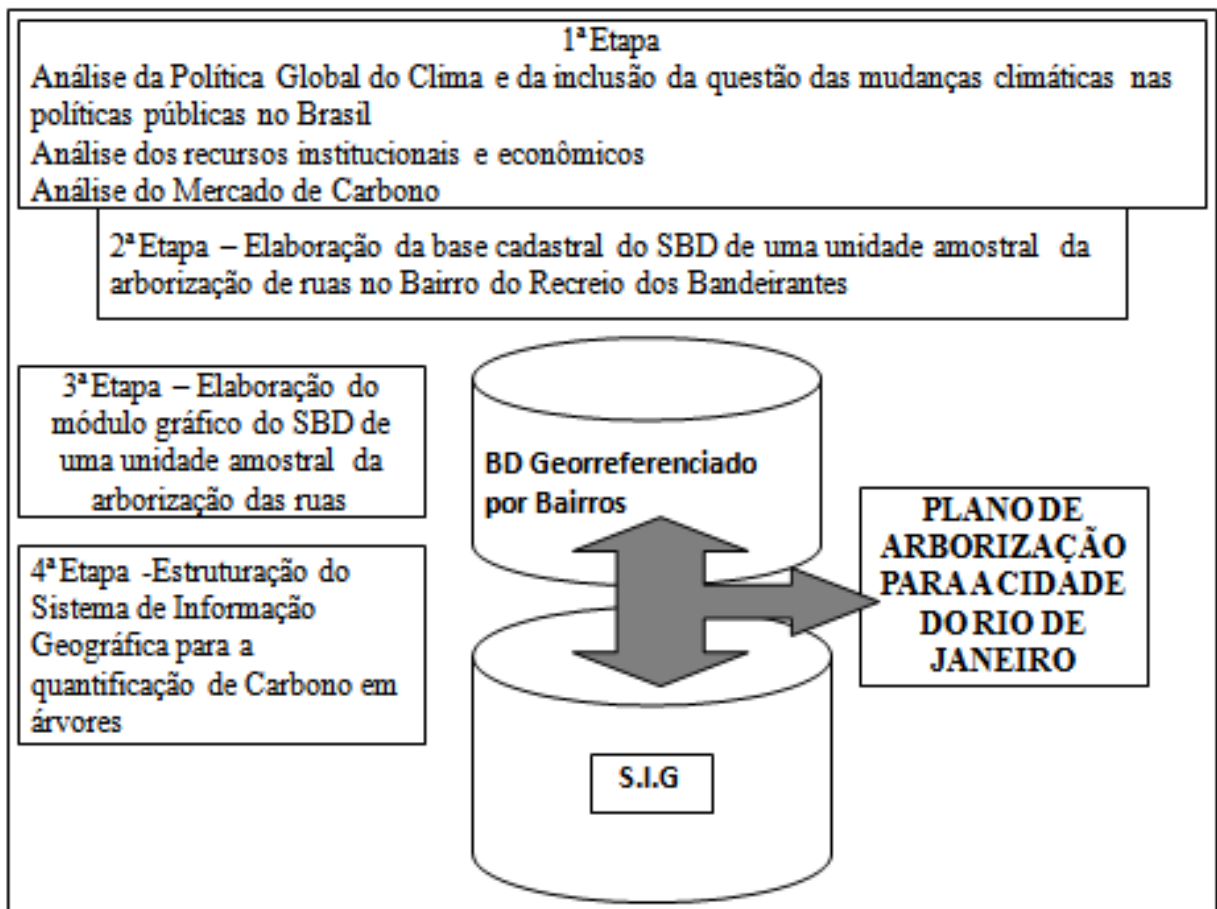 1ª Etapa
Análise da Política Global do Clima e da inclusão da questão das mudanças climáticas nas
políticas públicas no Brasil
Análise dos recursos institucionais e econômicos
Análise do Mercado de Carbono
2ª Etapa – Elaboração da base cadastral do SBD de uma unidade amostral da
arborização de ruas no Bairro do Recreio dos Bandeirantes
3ª Etapa – Elaboração do
módulo gráfico do SBD de
uma unidade amostral da
arborização das ruas
4ª Etapa -Estruturação do
Sistema de Informação
Geográfica para a
quantificação de Carbono em
árvores
BD Georreferenciado
por Bairros
S.I.G
PLANO DE
ARBORIZAÇÃO
PARA A CIDADE
DO RIO DE
JANEIRO